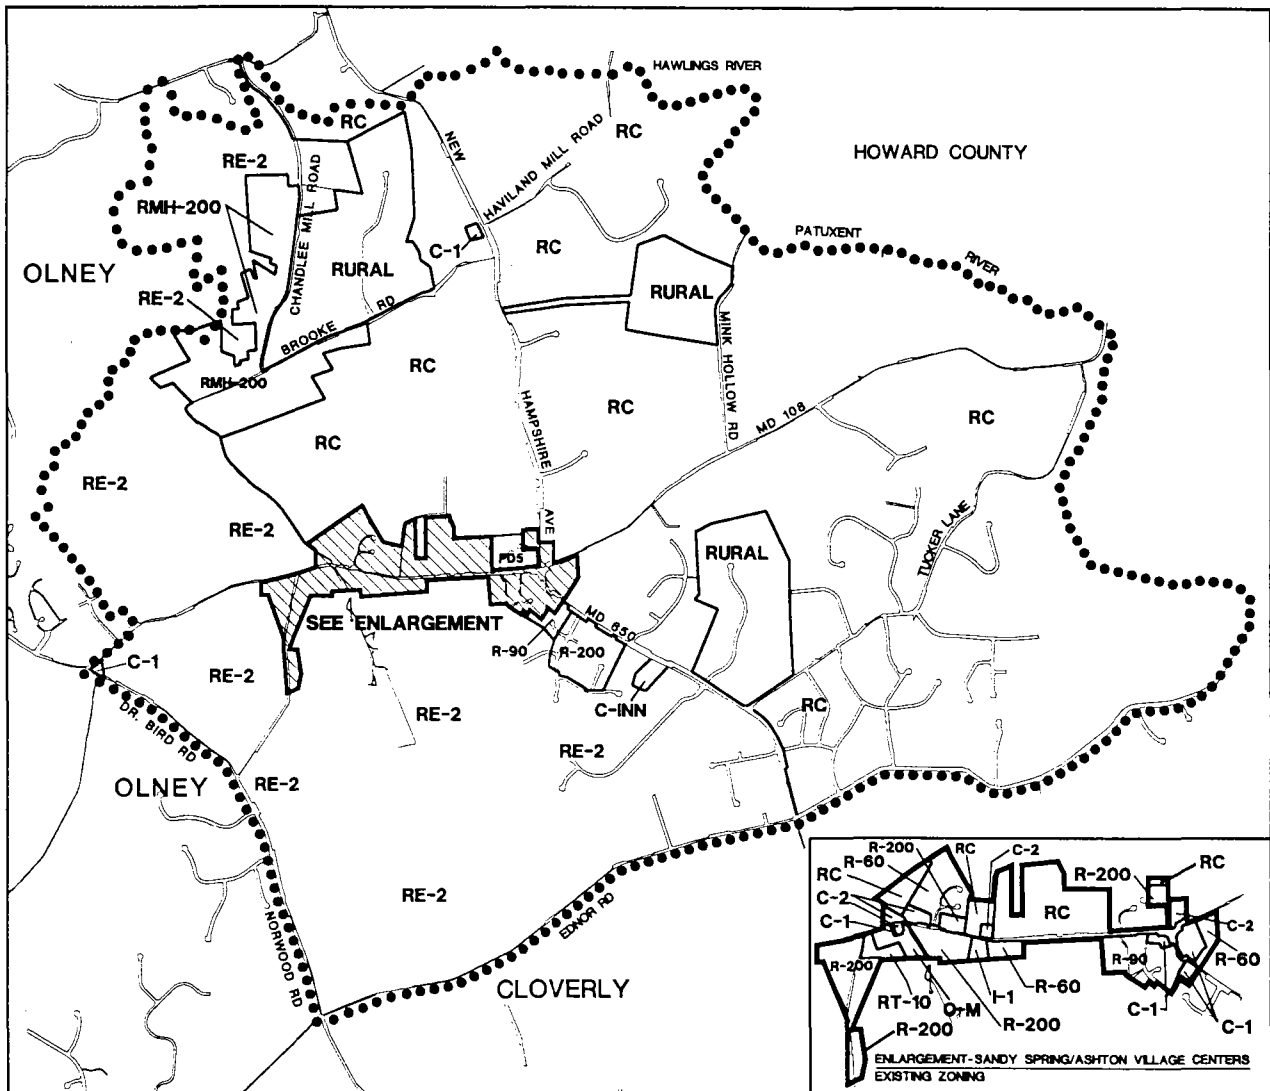 HAWLINGS RIVER
RC
NEW
RC
HOWARD COUNTY
RE-2
CHANDLEE MILL ROAD
HAVILAND MILL ROAD
RMH-200
C-1
RC
PATUXENT
RIVER
OLNEY
RURAL
RE-2
RURAL
BROOKE RD
MINK HOLLOW RD
RC
RMH-200
HAMPSHIRE
RC
MD 108
RC
RC
RE-2
RE-2
AVE
TUCKER LANE
PD5
RURAL
SEE ENLARGEMENT
MD 650
R-90
R-200
C-1
RE-2
C-INN
RE-2
RC
DR. BIRD RD
RE-2
OLNEY
RE-2
RE-2
EDNOR RD
NORWOOD RD
CLOVERLY
R-200
RC
C-2
R-60
RC
R-200
RC
C-2
C-1
RC
C-2
R-200
R-90
R-60
RT-10
I-1
R-60
O-M
C-1
C-1
R-200
R-200
ENLARGEMENT-SANDY SPRING/ASHTON VILLAGE CENTERS
EXISTING ZONING